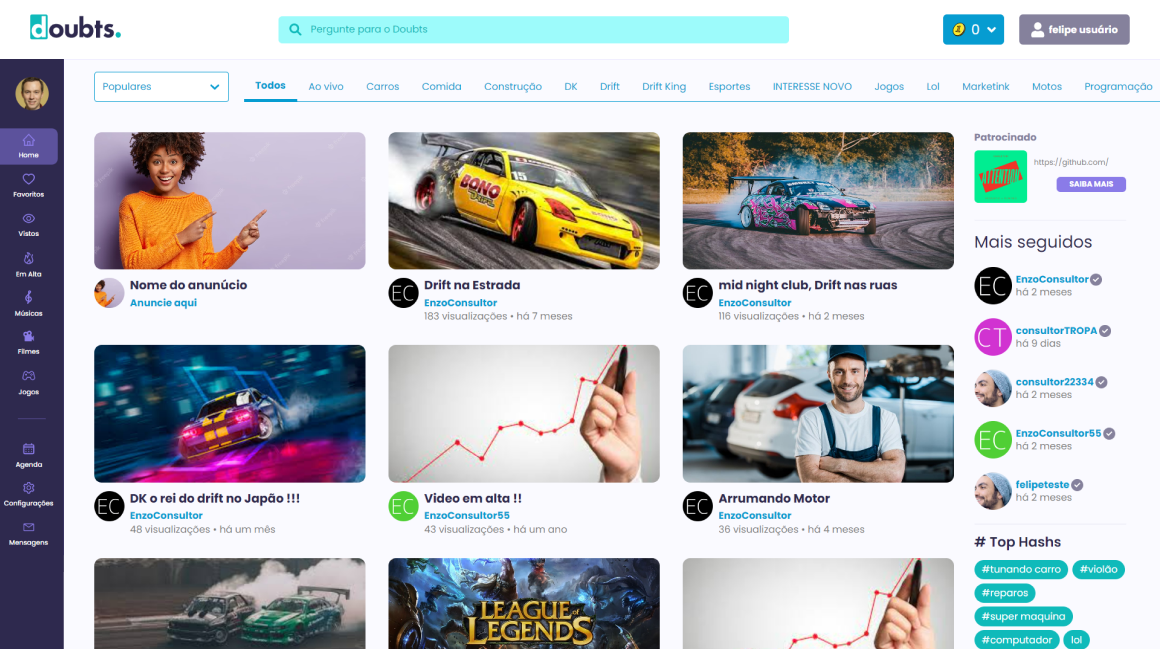 doubts.
Pergunte para o Doubts
0
felipe usuário
Home
Favoritos
Vistos
Em Alta
Músicas
Filmes
Jogos
Agenda
Configurações
Mensagens
Populares
Todos
Ao vivo
Carros
Comida
Construção
DK
Drift
Drift King
Esportes
INTERESSE NOVO
Jogos
Lol
Marketink
Motos
Programação
Nome do anunúcio
Anuncie aqui
BONO
EC
Drift na Estrada
EnzoConsultor
183 visualizações • há 7 meses
EC
mid night club, Drift nas ruas
EnzoConsultor
116 visualizações • há 2 meses
EC
DK o rei do drift no Japão !!!
EnzoConsultor
48 visualizações • há um mês
EC
Video em alta !!
EnzoConsultor55
43 visualizações • há um ano
EC
Arrumando Motor
EnzoConsultor
36 visualizações • há 4 meses
LEAGUE of
LEGENDS
Patrocinado
https://github.com/
SAIBA MAIS
Mais seguidos
EC
EnzoConsultor
há 2 meses
CT
consultorTROPA
há 9 dias
consultor22334
há 2 meses
EC
EnzoConsultor55
há 2 meses
felipeteste
há 2 meses
# Top Hashs
#tunando carro
#violão
#reparos
#super maquina
#computador
lol